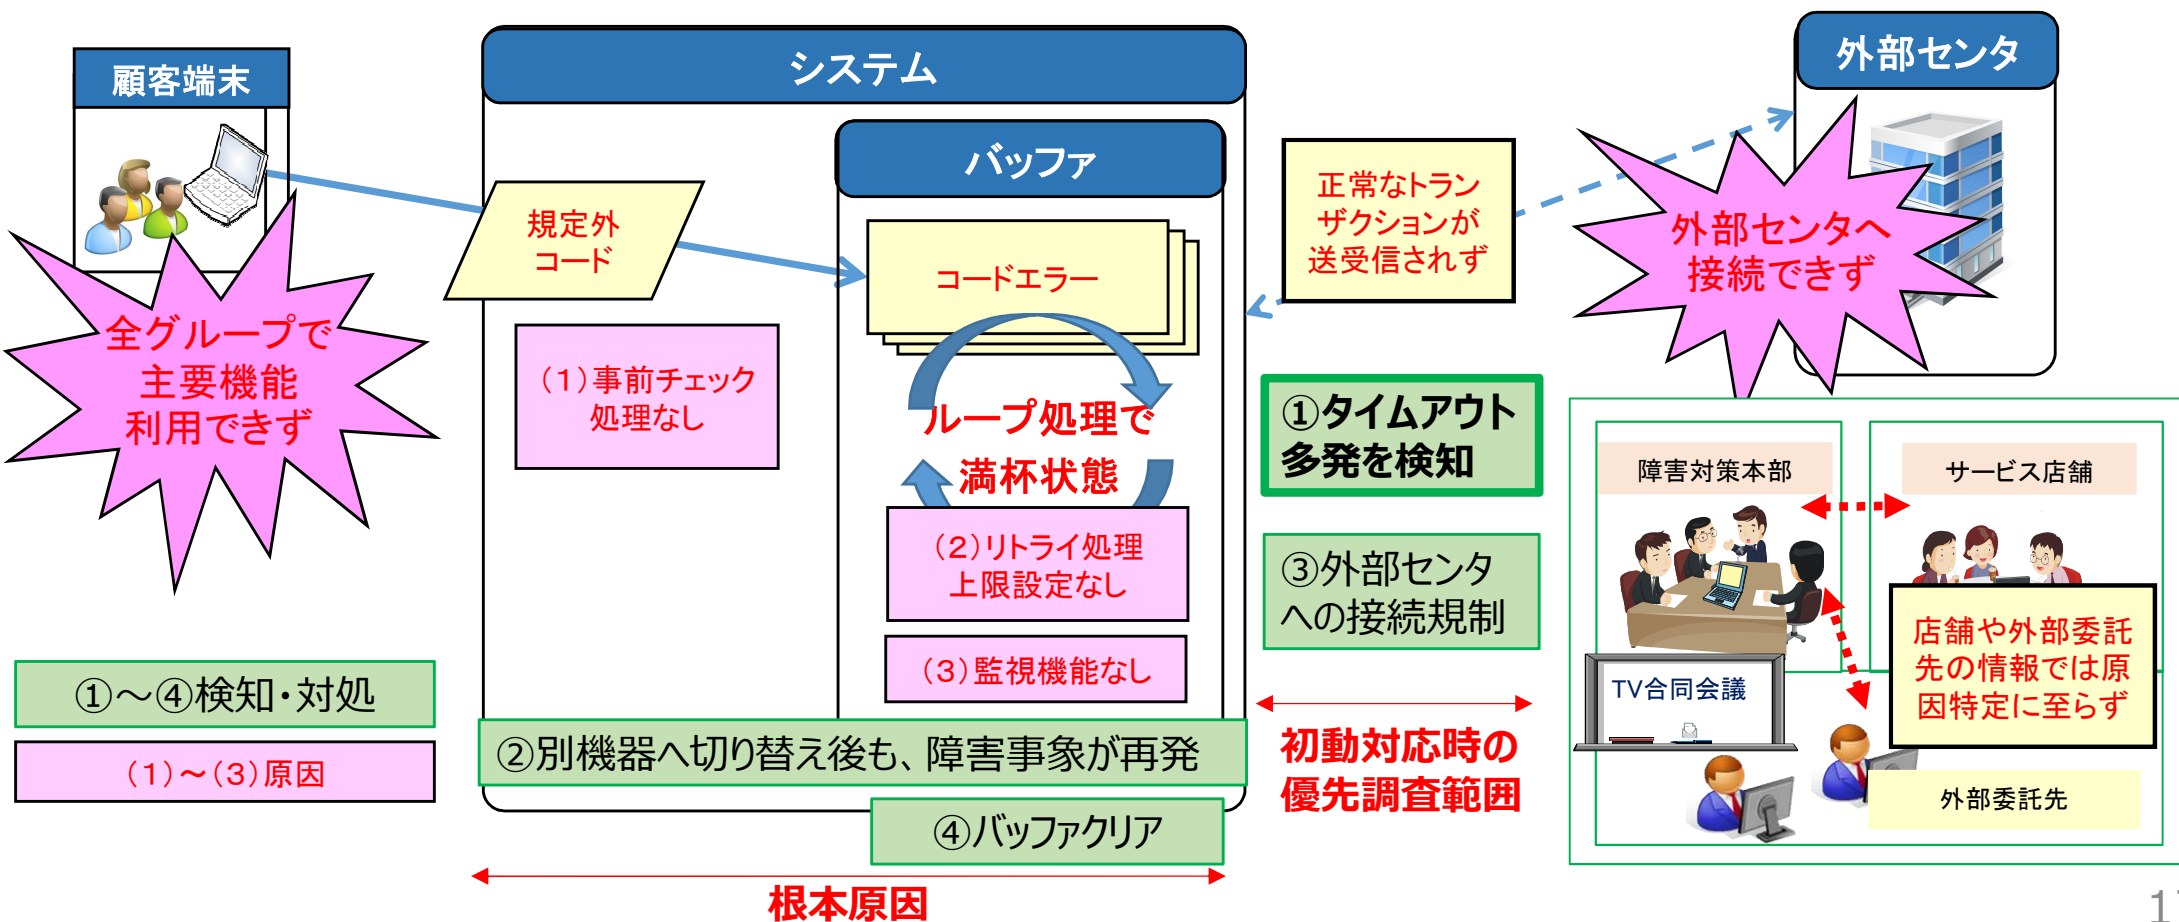 顧客端末
全グループで
主要機能
利用できず
①～④検知・対処
（１）～（３）原因
システム
規定外
コード
（１）事前チェック
処理なし
バッファ
コードエラー
ループ処理で
満杯状態
（２）リトライ処理
上限設定なし
（３）監視機能なし
②別機器へ切り替え後も、障害事象が再発
④バッファクリア
根本原因
正常なトラン
ザクションが
送受信されず
①タイムアウト
多発を検知
③外部センタ
への接続規制
初動対応時の
優先調査範囲
外部センタ
外部センタへ
接続できず
障害対策本部
サービス店舗
TV合同会議
店舗や外部委託
先の情報では原
因特定に至らず
外部委託先